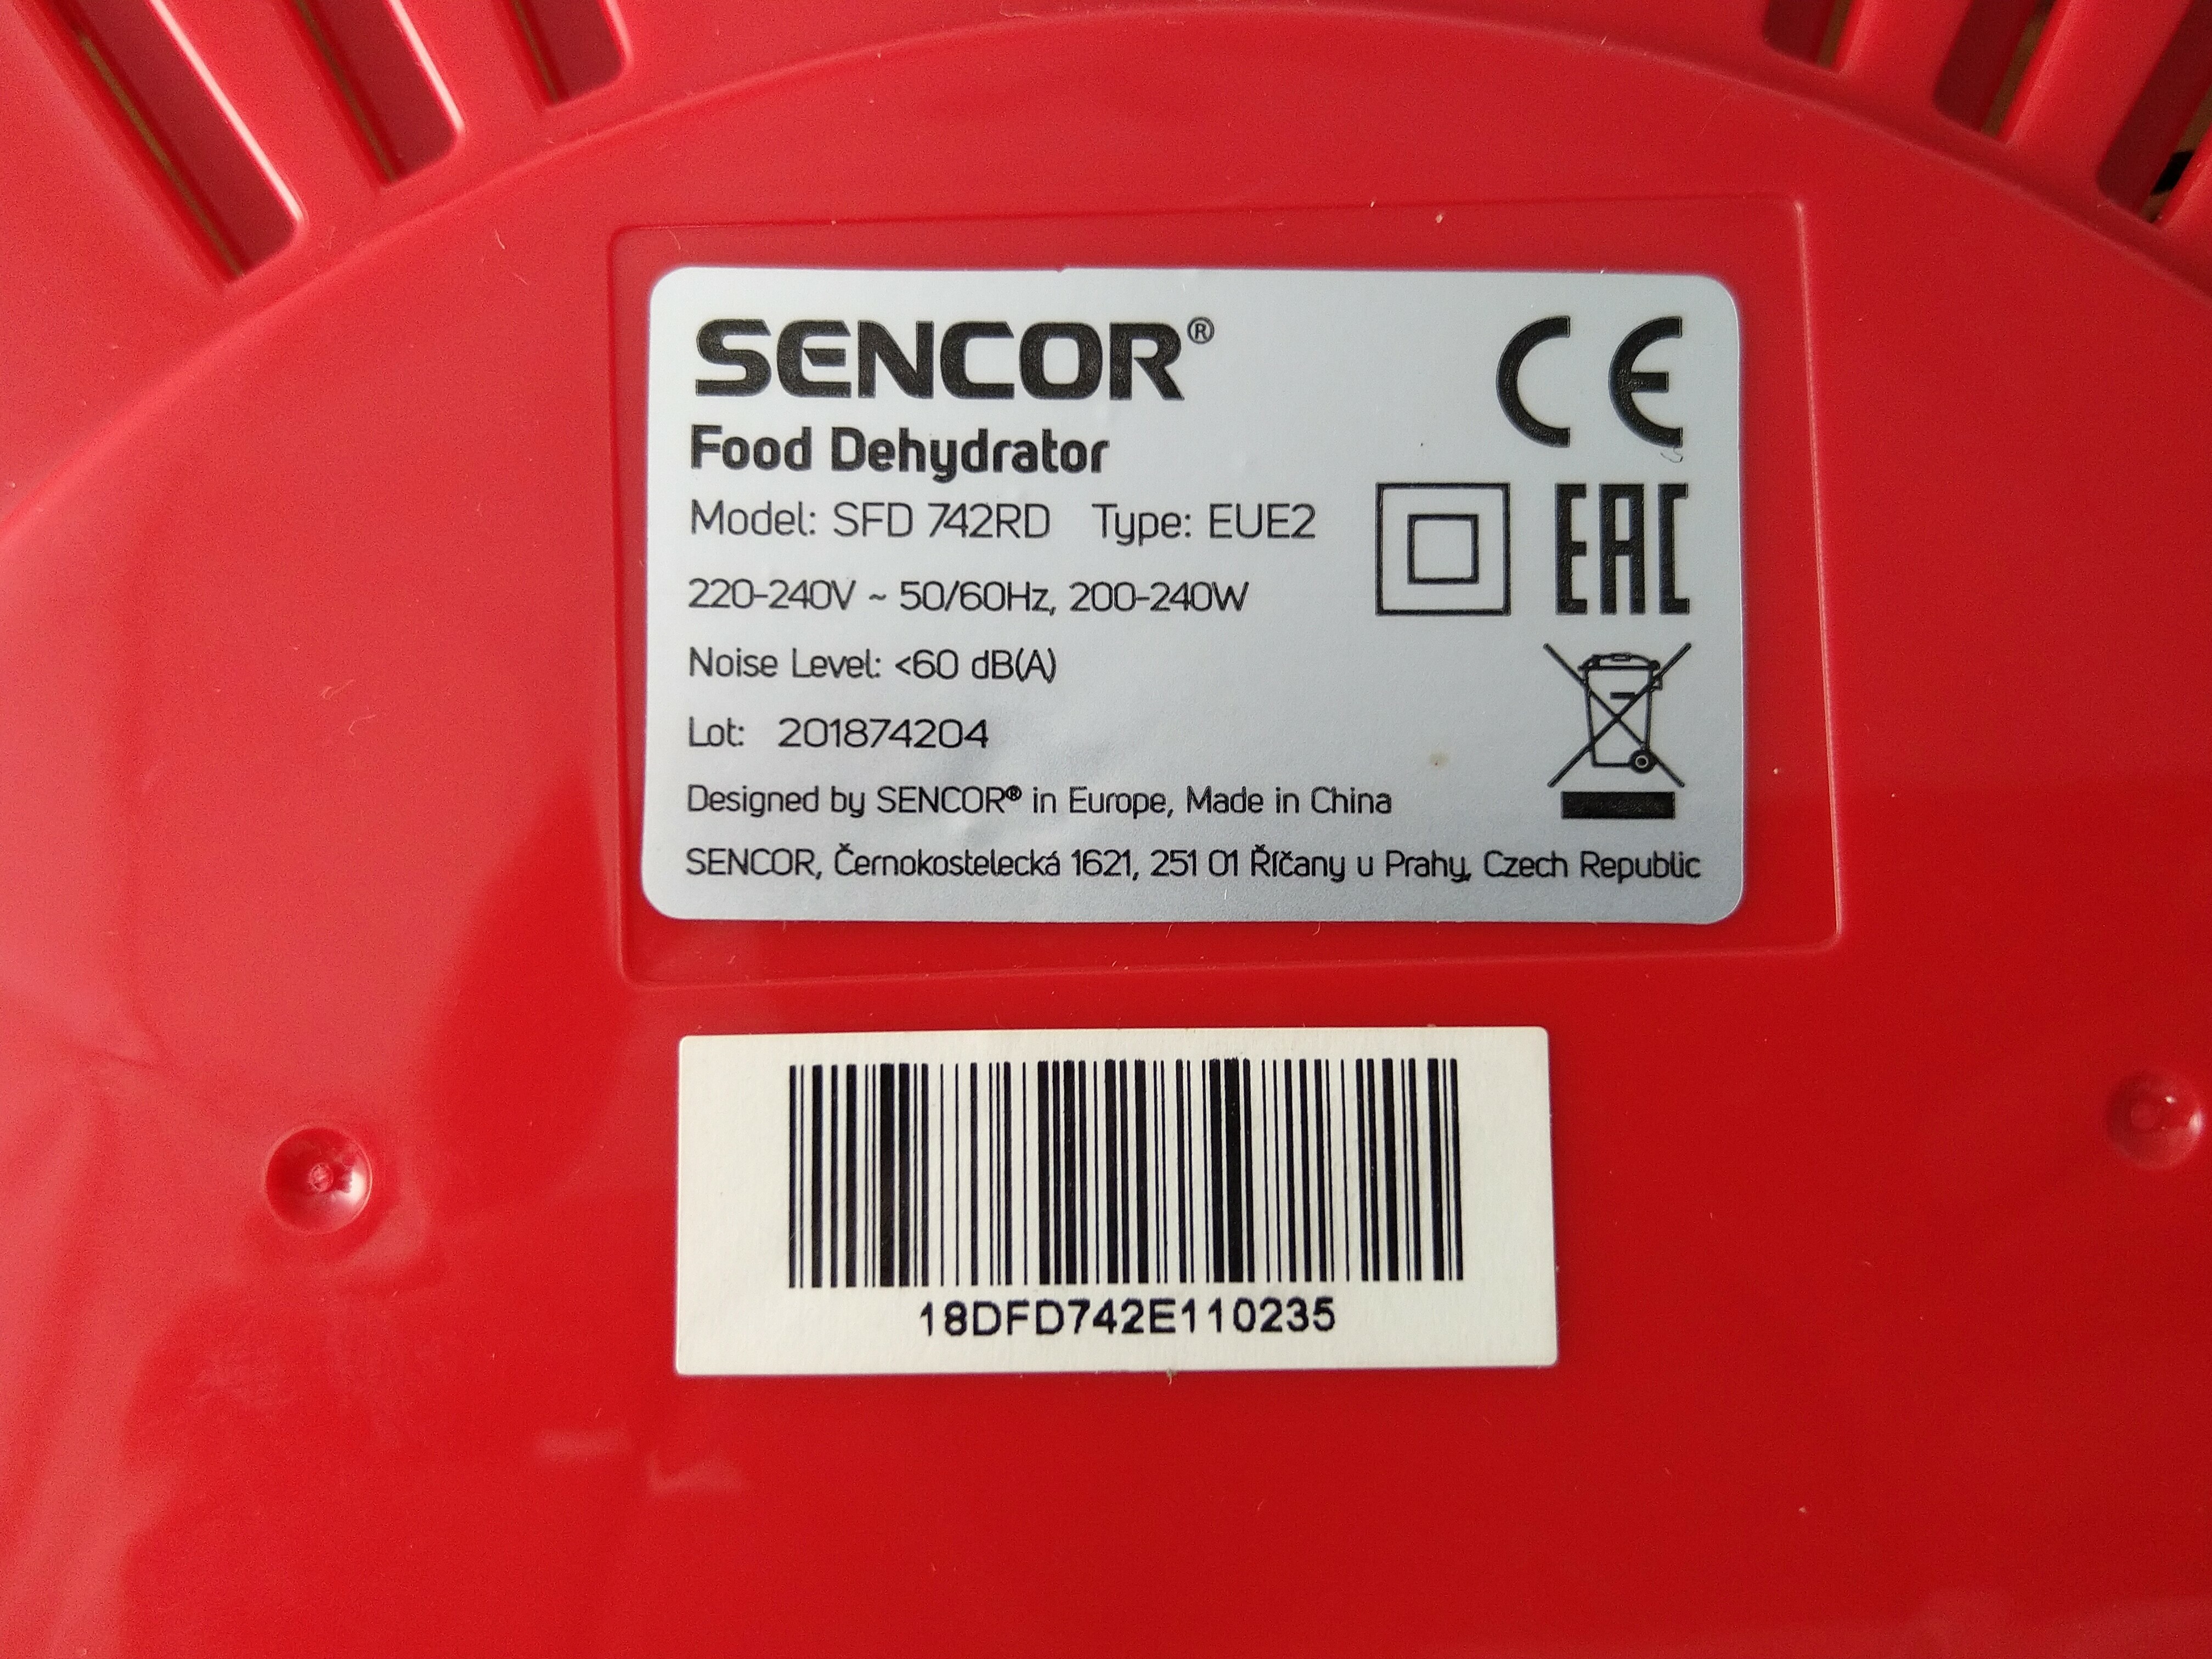 SENCOR®
CE
Food Dehydrator
Model: SFD 742RD Type: EUE2
EAC
220-240V ~ 50/60Hz, 200-240W
Noise Level: <60 dB(A)
Lot: 201874204
Designed by SENCOR® in Europe, Made in China
SENCOR, Černokostelecká 1621, 251 01 Říčany u Prahy, Czech Republic
18DFD742E110235